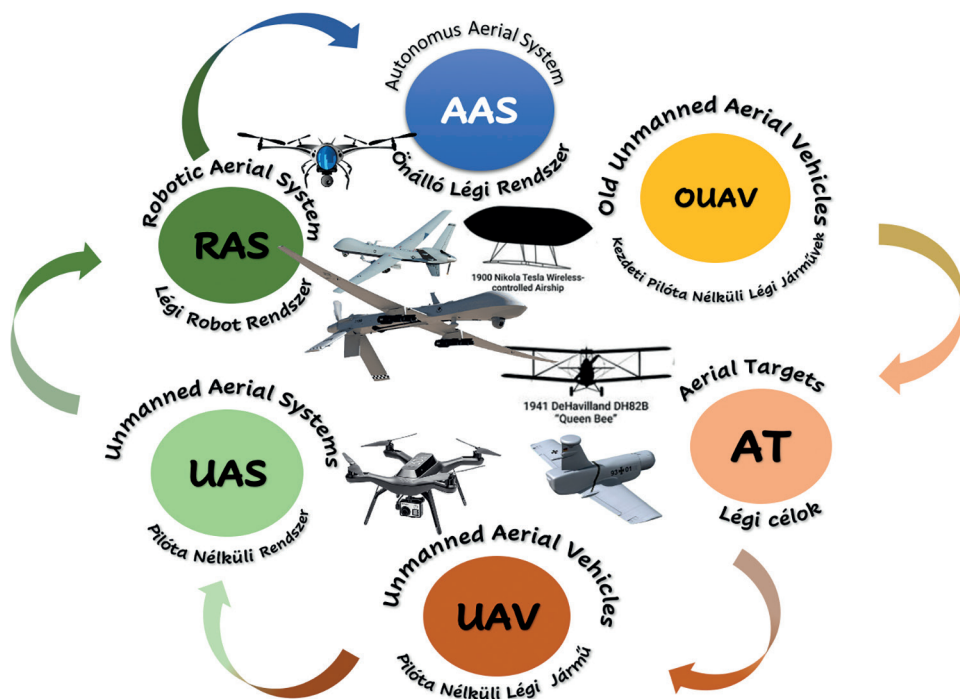 Autonomus Aerial System
AAS
Önálló Légi Rendszer
Old Unmanned Aerial Vehicles
OUAV
Kezdeti Pilóta Nélküli Légi Járművek
Robotic Aerial System
RAS
Légi Robot Rendszer
1900 Nikola Tesla Wireless-
controlled Airship
1941 DeHavilland DH82B
"Queen Bee"
Aerial Targets
AT
Légi célok
Unmanned Aerial Systems
UAS
Pilóta Nélküli Rendszer
Unmanned Aerial Vehicles
UAV
Pilóta Nélküli Légi Jármű